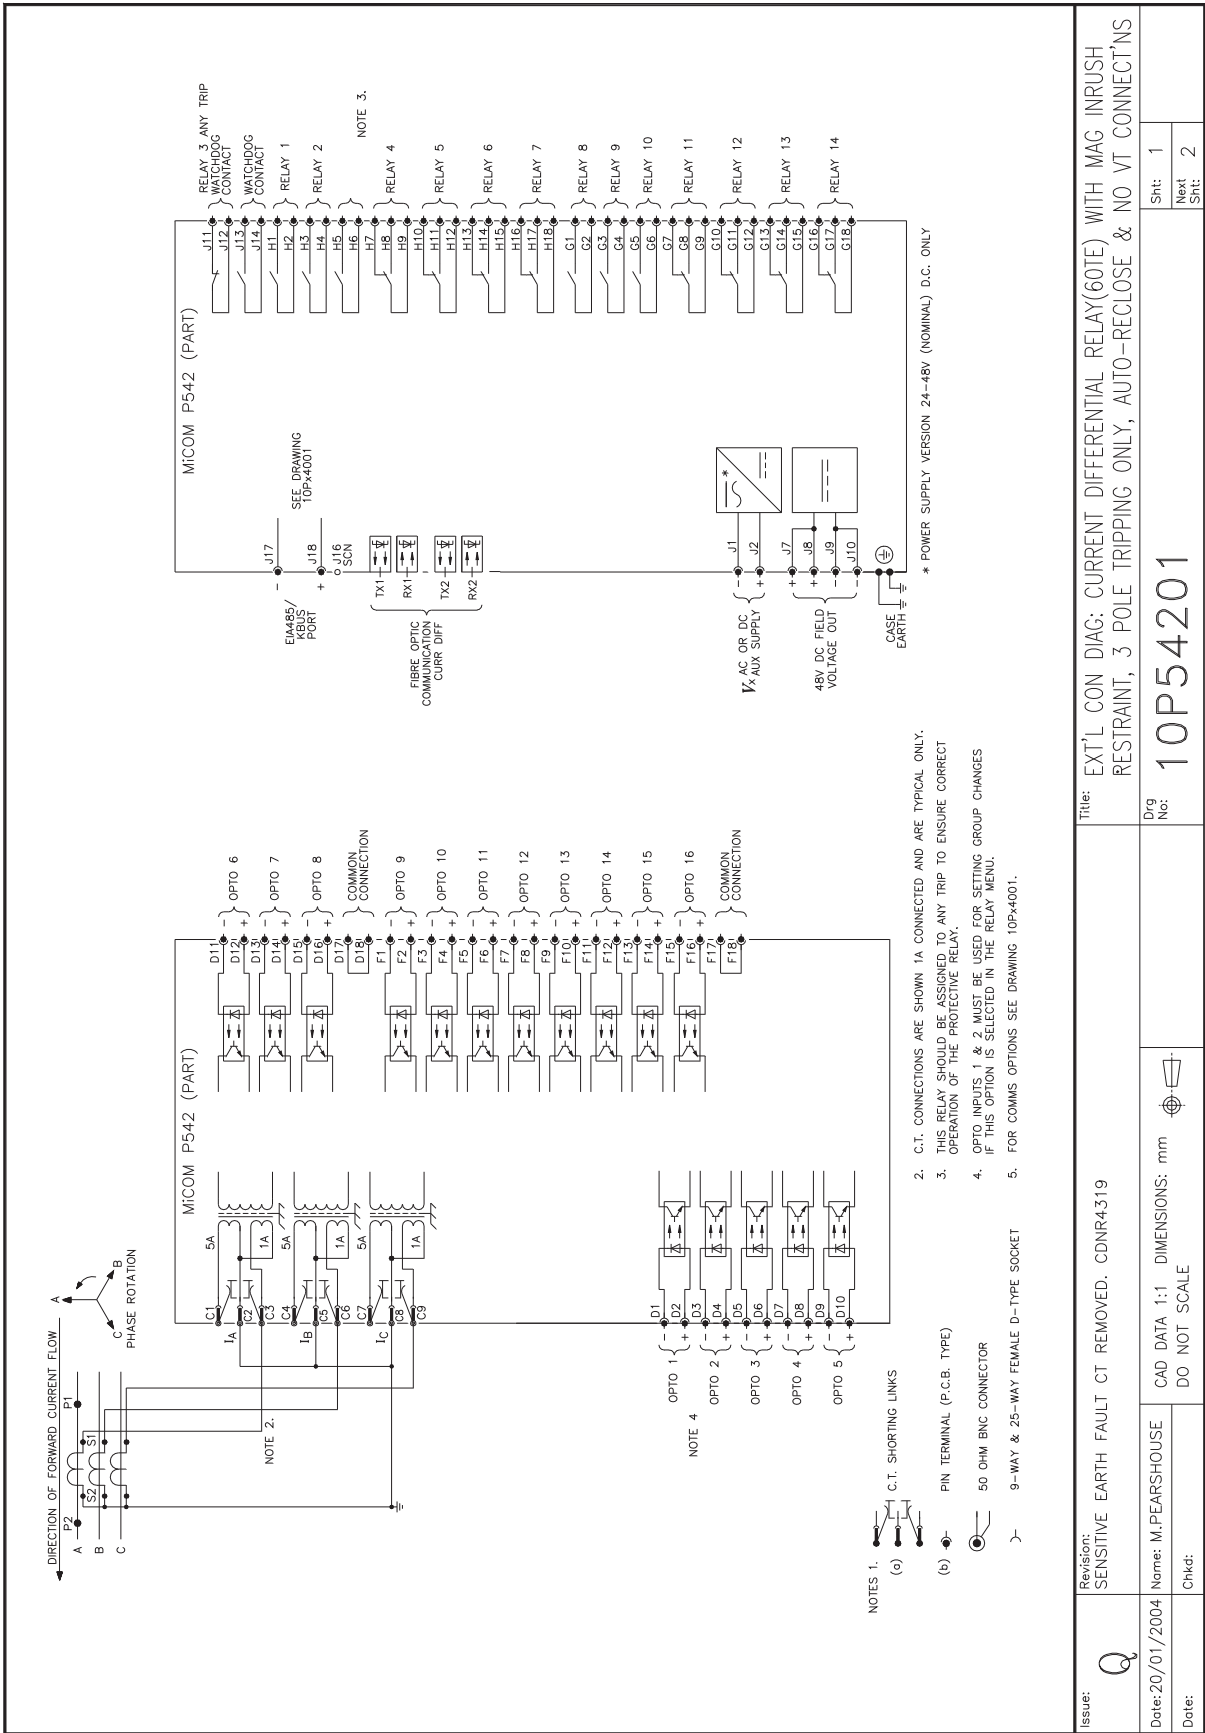 DIRECTION OF FORWARD CURRENT FLOW
P2
P1
A
B
C
S2
S1
A
B
C
PHASE ROTATION
NOTE 2.
MiCOM P542 (PART)
C1
C2
C3
C4
C5
C6
C7
C8
C9
IA
IB
IC
5A
1A
5A
1A
5A
1A
D1
D2
D3
D4
D5
D6
D7
D8
D9
D10
-
+
-
+
-
+
-
+
-
+
OPTO 1
OPTO 2
OPTO 3
OPTO 4
OPTO 5
NOTE 4
D11
D12
D13
D14
D15
D16
D17
D18
F1
F2
F3
F4
F5
F6
F7
F8
F9
F10
F11
F12
F13
F14
F15
F16
F17
F18
-
+
-
+
-
+
-
+
-
+
-
+
-
+
-
+
-
+
-
+
-
+
OPTO 6
OPTO 7
OPTO 8
COMMON
CONNECTION
OPTO 9
OPTO 10
OPTO 11
OPTO 12
OPTO 13
OPTO 14
OPTO 15
OPTO 16
COMMON
CONNECTION
MiCOM P542 (PART)
EIA485/
KBUS
PORT
-
+
J17
J18
J16
SCN
SEE DRAWING
10Px4001
FIBRE OPTIC
COMMUNICATION
CURR DIFF
TX1
RX1
TX2
RX2
Vx AC OR DC
AUX SUPPLY
-
+
J1
J2
*
48V DC FIELD
VOLTAGE OUT
+
+
-
-
J7
J8
J9
J10
CASE
EARTH
J11
J12
J13
J14
H1
H2
H3
H4
H5
H6
H7
H8
H9
H10
H11
H12
H13
H14
H15
H16
H17
H18
G1
G2
G3
G4
G5
G6
G7
G8
G9
G10
G11
G12
G13
G14
G15
G16
G17
G18
WATCHDOG
CONTACT
WATCHDOG
CONTACT
RELAY 1
RELAY 2
RELAY 3 ANY TRIP
NOTE 3.
RELAY 4
RELAY 5
RELAY 6
RELAY 7
RELAY 8
RELAY 9
RELAY 10
RELAY 11
RELAY 12
RELAY 13
RELAY 14
* POWER SUPPLY VERSION 24-48V (NOMINAL) D.C. ONLY
NOTES 1.
(a)
C.T. SHORTING LINKS
(b)
PIN TERMINAL (P.C.B. TYPE)
50 OHM BNC CONNECTOR
9-WAY & 25-WAY FEMALE D-TYPE SOCKET
2. C.T. CONNECTIONS ARE SHOWN 1A CONNECTED AND ARE TYPICAL ONLY.
3. THIS RELAY SHOULD BE ASSIGNED TO ANY TRIP TO ENSURE CORRECT
OPERATION OF THE PROTECTIVE RELAY.
4. OPTO INPUTS 1 & 2 MUST BE USED FOR SETTING GROUP CHANGES
IF THIS OPTION IS SELECTED IN THE RELAY MENU.
5. FOR COMMS OPTIONS SEE DRAWING 10Px4001.
Issue:
Q
Revision:
SENSITIVE EARTH FAULT CT REMOVED. CDNR4319
Title:
EXT'L CON DIAG: CURRENT DIFFERENTIAL RELAY(60TE) WITH MAG INRUSH
RESTRAINT, 3 POLE TRIPPING ONLY, AUTO-RECLOSE & NO VT CONNECT'NS
Date: 20/01/2004
Name: M.PEARSHOUSE
Date:
Chkd:
CAD DATA 1:1 DIMENSIONS: mm
DO NOT SCALE
Drg
No:
10P54201
Sht: 1
Next
Sht: 2